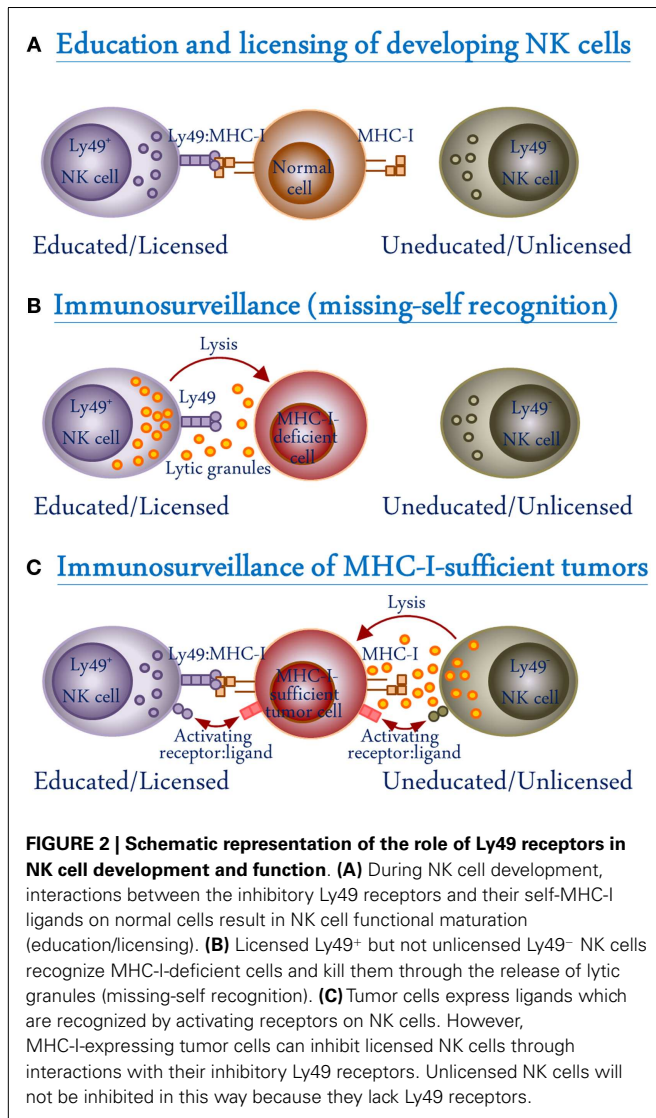 A Education and licensing of developing NK cells
Ly49⁺
NK cell
Ly49:MHC-I
Normal
cell
MHC-I
Ly49⁻
NK cell
Educated/Licensed
Uneducated/Unlicensed
B Immunosurveillance (missing-self recognition)
Lysis
Ly49⁺
NK cell
Ly49
Lytic granules
MHC-I-
deficient
cell
Ly49⁻
NK cell
Educated/Licensed
Uneducated/Unlicensed
C Immunosurveillance of MHC-I-sufficient tumors
Lysis
Ly49⁺
NK cell
Ly49:MHC-I
MHC-I-
sufficient
tumor cell
MHC-I
Ly49⁻
NK cell
Activating
receptor:ligand
Activating
receptor:ligand
Educated/Licensed
Uneducated/Unlicensed
FIGURE 2 | Schematic representation of the role of Ly49 receptors in
NK cell development and function. (A) During NK cell development,
interactions between the inhibitory Ly49 receptors and their self-MHC-I
ligands on normal cells result in NK cell functional maturation
(education/licensing). (B) Licensed Ly49⁺ but not unlicensed Ly49⁻ NK cells
recognize MHC-I-deficient cells and kill them through the release of lytic
granules (missing-self recognition). (C) Tumor cells express ligands which
are recognized by activating receptors on NK cells. However,
MHC-I-expressing tumor cells can inhibit licensed NK cells through
interactions with their inhibitory Ly49 receptors. Unlicensed NK cells will
not be inhibited in this way because they lack Ly49 receptors.